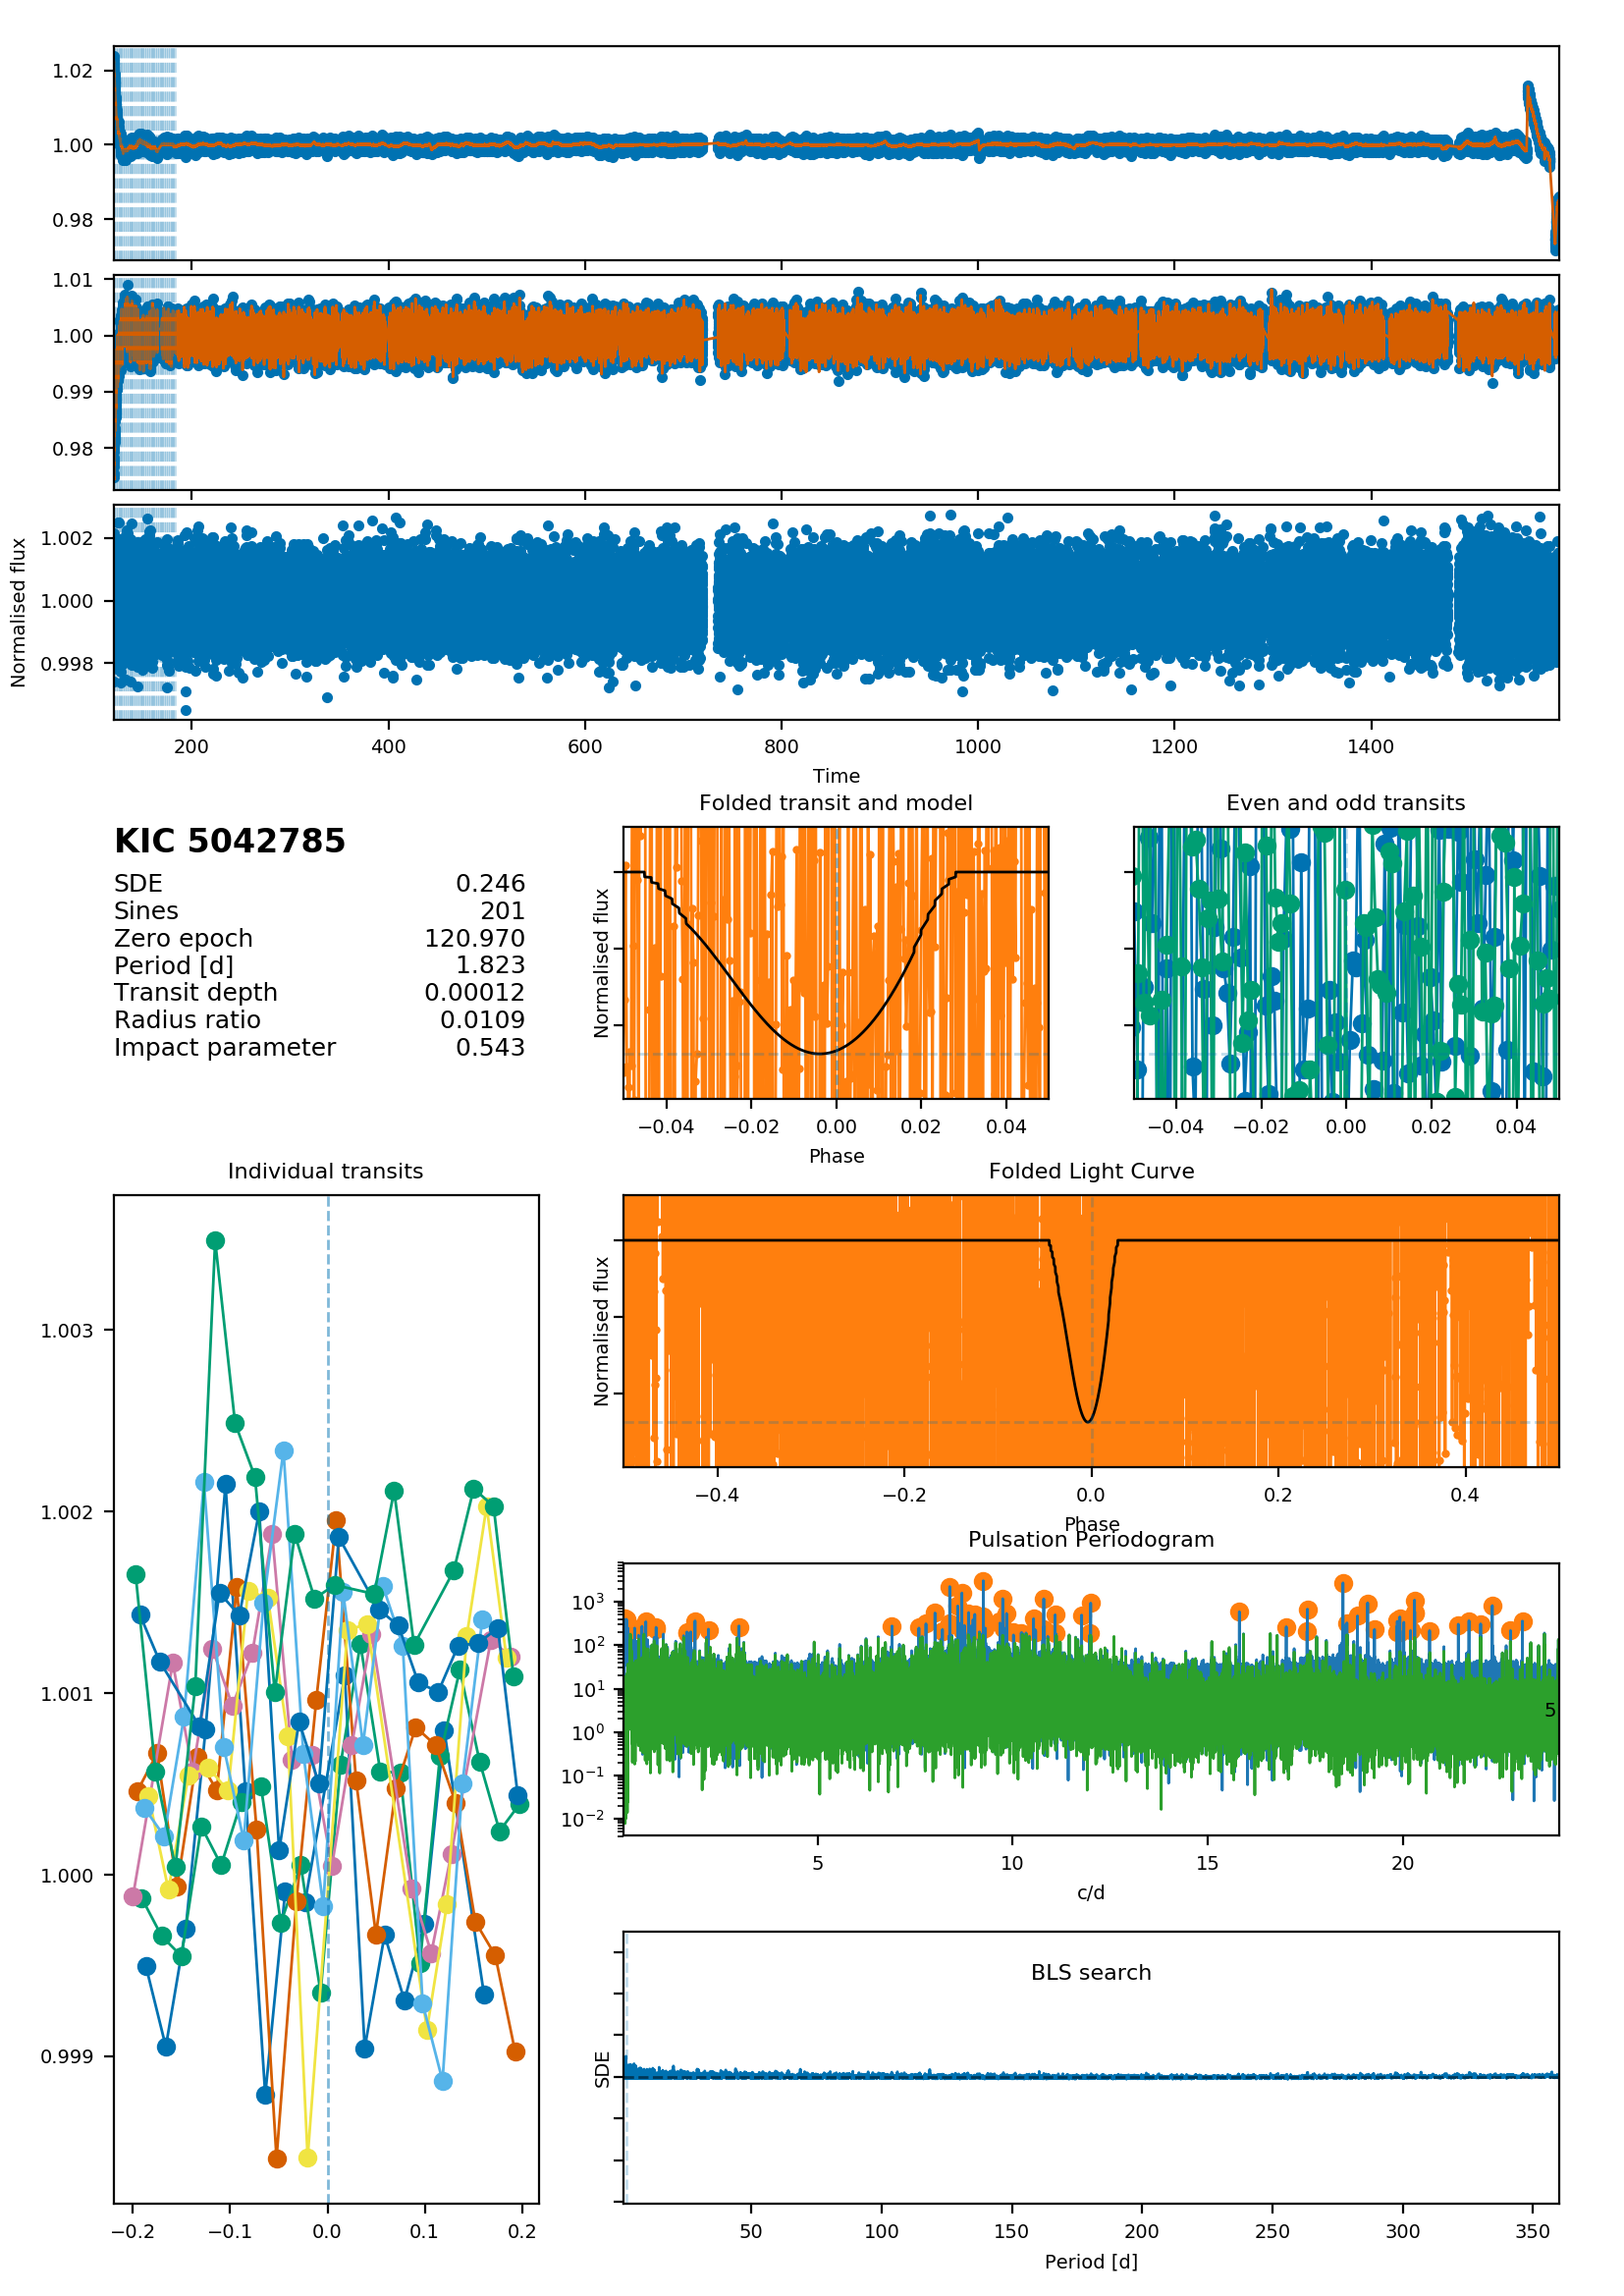 1.02
1.00
0.98
1.01
1.00
0.99
0.98
Normalised flux
1.002
1.000
0.998
200 400 600 800 1000 1200 1400
Time
KIC 5042785
SDE 0.246
Sines 201
Zero epoch 120.970
Period [d] 1.823
Transit depth 0.00012
Radius ratio 0.0109
Impact parameter 0.543
Folded transit and model
Normalised flux
−0.04 −0.02 0.00 0.02 0.04
Phase
Even and odd transits
−0.04 −0.02 0.00 0.02 0.04
Individual transits
1.003
1.002
1.001
1.000
0.999
−0.2 −0.1 0.0 0.1 0.2
Folded Light Curve
Normalised flux
−0.4 −0.2 0.0 0.2 0.4
Phase
Pulsation Periodogram
10³
10²
10¹
10⁰
10⁻¹
10⁻²
5
5 10 15 20
c/d
BLS search
SDE
50 100 150 200 250 300 350
Period [d]